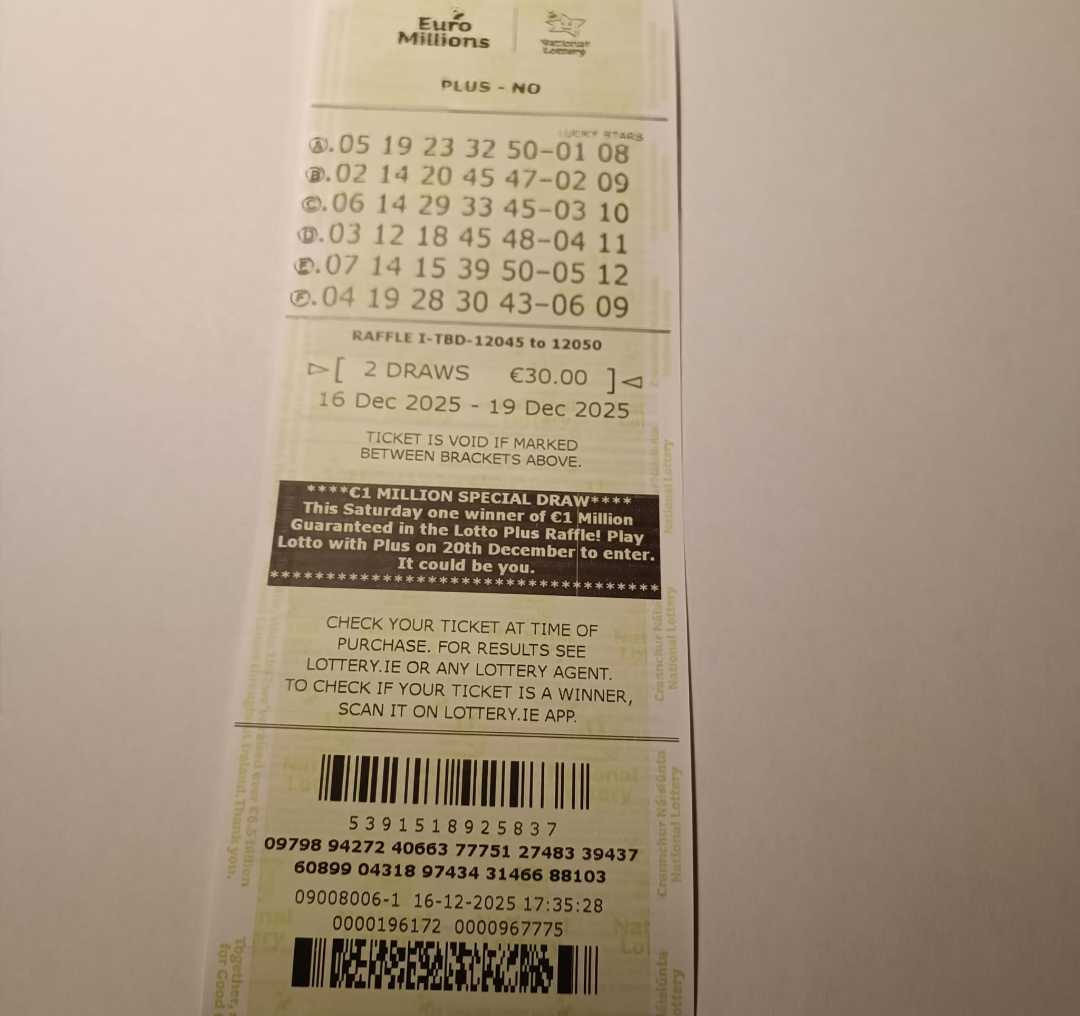 Euro
Millions
National
Lottery
PLUS - NO
LUCKY STARS
A.05 19 23 32 50-01 08
B.02 14 20 45 47-02 09
C.06 14 29 33 45-03 10
D.03 12 18 45 48-04 11
E.07 14 15 39 50-05 12
F.04 19 28 30 43-06 09
RAFFLE I-TBD-12045 to 12050
[ 2 DRAWS €30.00 ]
16 Dec 2025 - 19 Dec 2025
TICKET IS VOID IF MARKED
BETWEEN BRACKETS ABOVE.
****€1 MILLION SPECIAL DRAW****
This Saturday one winner of €1 Million
Guaranteed in the Lotto Plus Raffle! Play
Lotto with Plus on 20th December to enter.
It could be you.
***********************************
CHECK YOUR TICKET AT TIME OF
PURCHASE. FOR RESULTS SEE
LOTTERY.IE OR ANY LOTTERY AGENT.
TO CHECK IF YOUR TICKET IS A WINNER,
SCAN IT ON LOTTERY.IE APP.
5391518925837
09798 94272 40663 77751 27483 39437
60899 04318 97434 31466 88103
09008006-1 16-12-2025 17:35:28
0000196172 0000967775
Crannchur Náisiúnta
National Lottery